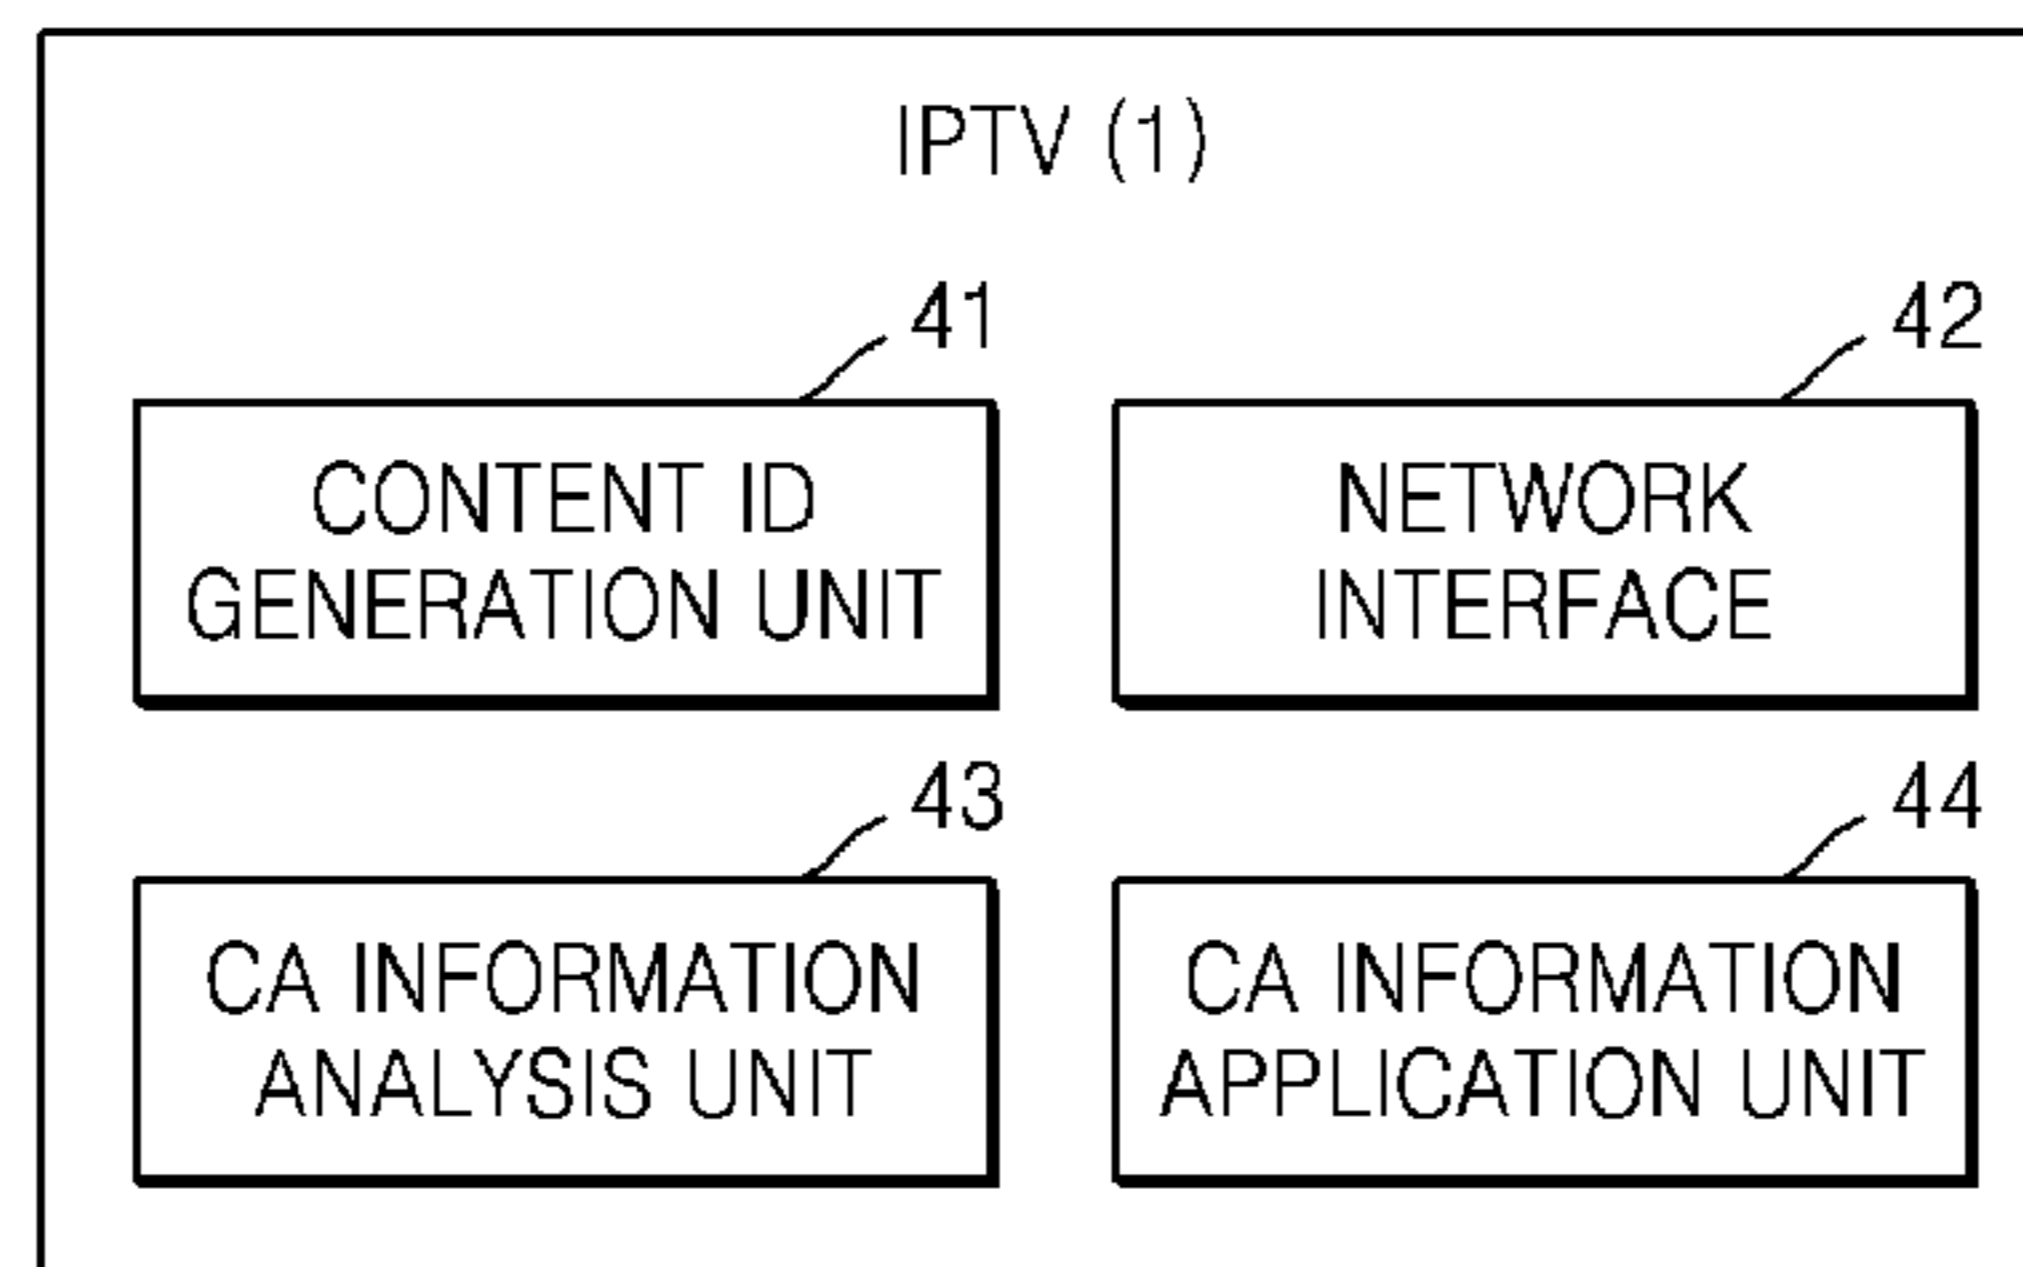 IPTV (1)
41
42
CONTENT ID
GENERATION UNIT
NETWORK
INTERFACE
43
44
CA INFORMATION
ANALYSIS UNIT
CA INFORMATION
APPLICATION UNIT